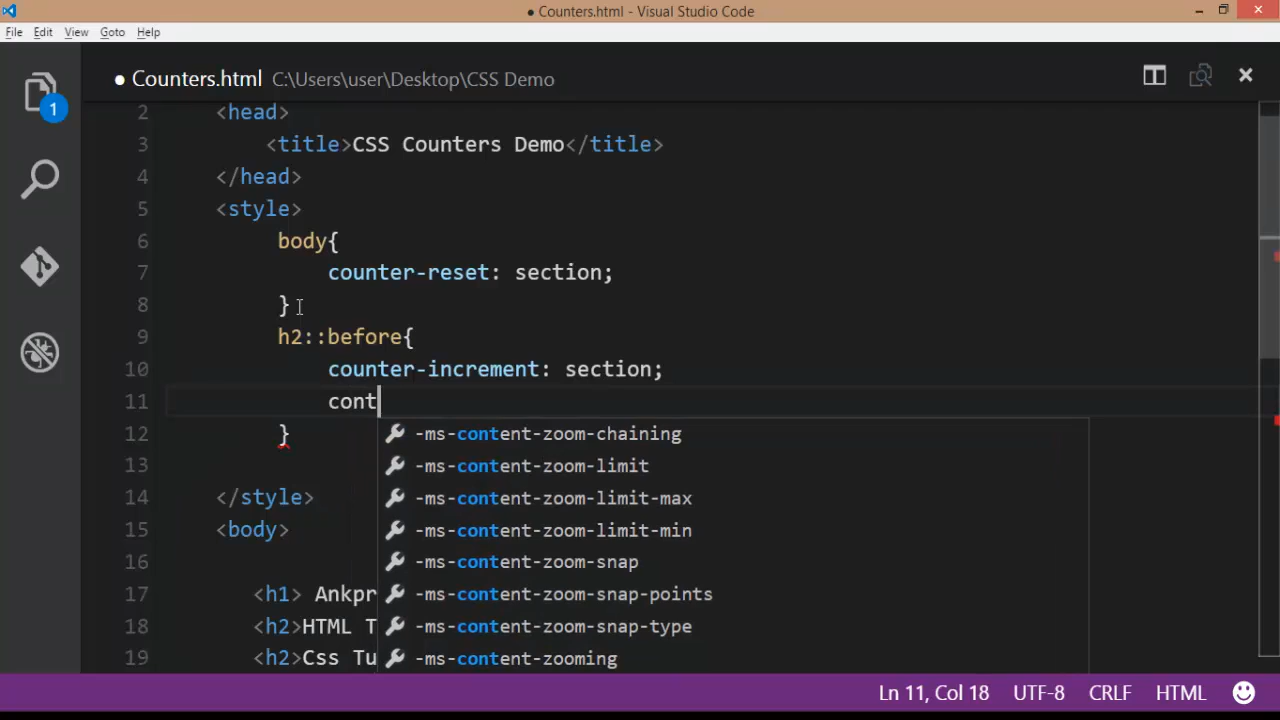 ● Counters.html - Visual Studio Code
File Edit View Goto Help
● Counters.html C:\Users\user\Desktop\CSS Demo
1
2 <head>
3 <title>CSS Counters Demo</title>
4 </head>
5 <style>
6 body{
7 counter-reset: section;
8 }
9 h2::before{
10 counter-increment: section;
11 cont
12 }
-ms-content-zoom-chaining
13
-ms-content-zoom-limit
14 </style>
-ms-content-zoom-limit-max
15 <body>
-ms-content-zoom-limit-min
16
-ms-content-zoom-snap
17 <h1> Ankpr
-ms-content-zoom-snap-points
18 <h2>HTML T
-ms-content-zoom-snap-type
19 <h2>Css Tu
-ms-content-zooming
Ln 11, Col 18 UTF-8 CRLF HTML